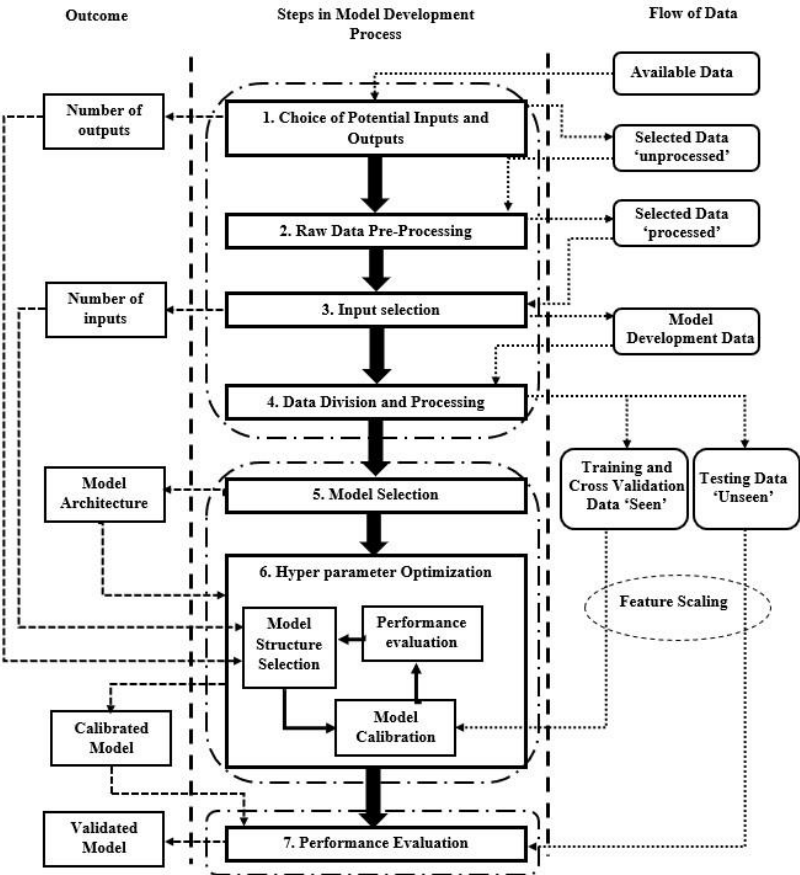 Outcome
Steps in Model Development
Process
Flow of Data
Available Data
Number of
outputs
1. Choice of Potential Inputs and
Outputs
Selected Data
‘unprocessed’
2. Raw Data Pre-Processing
Selected Data
‘processed’
Number of
inputs
3. Input selection
Model
Development Data
4. Data Division and Processing
Model
Architecture
5. Model Selection
Training and
Cross Validation
Data ‘Seen’
Testing Data
‘Unseen’
6. Hyper parameter Optimization
Model
Structure
Selection
Performance
evaluation
Feature Scaling
Model
Calibration
Calibrated
Model
Validated
Model
7. Performance Evaluation